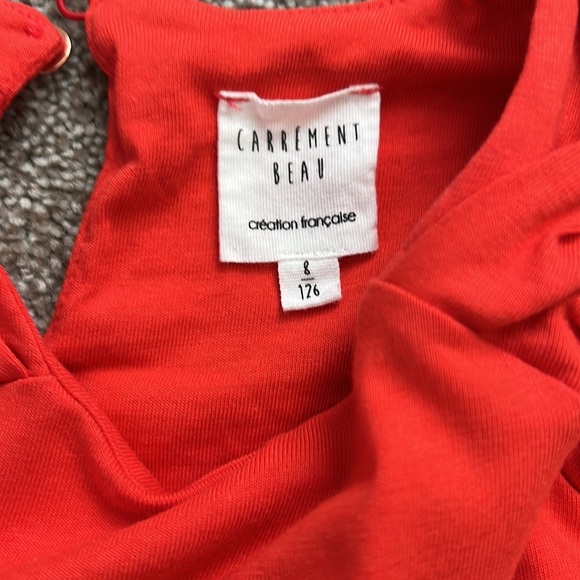 CARRÉMENT
BEAU
création française
8
126